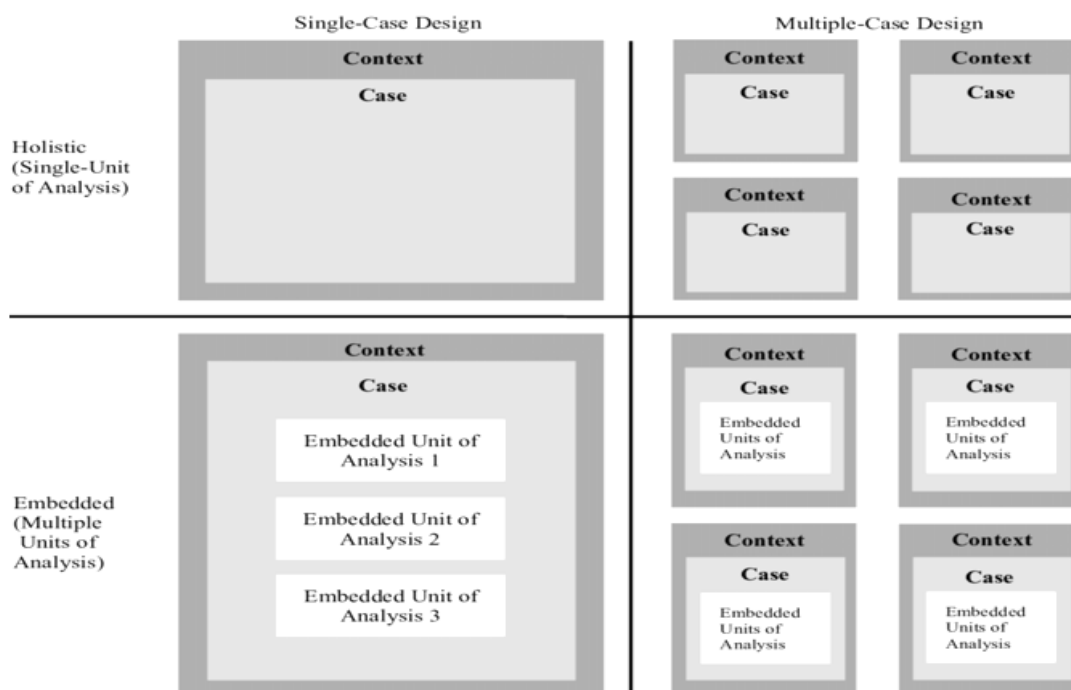 Single-Case Design
Multiple-Case Design
Holistic
(Single-Unit
of Analysis)
Context
Case
Context
Case
Context
Case
Context
Case
Context
Case
Embedded
(Multiple
Units of
Analysis)
Context
Case
Embedded Unit of
Analysis 1
Embedded Unit of
Analysis 2
Embedded Unit of
Analysis 3
Context
Case
Embedded
Units of
Analysis
Context
Case
Embedded
Units of
Analysis
Context
Case
Embedded
Units of
Analysis
Context
Case
Embedded
Units of
Analysis